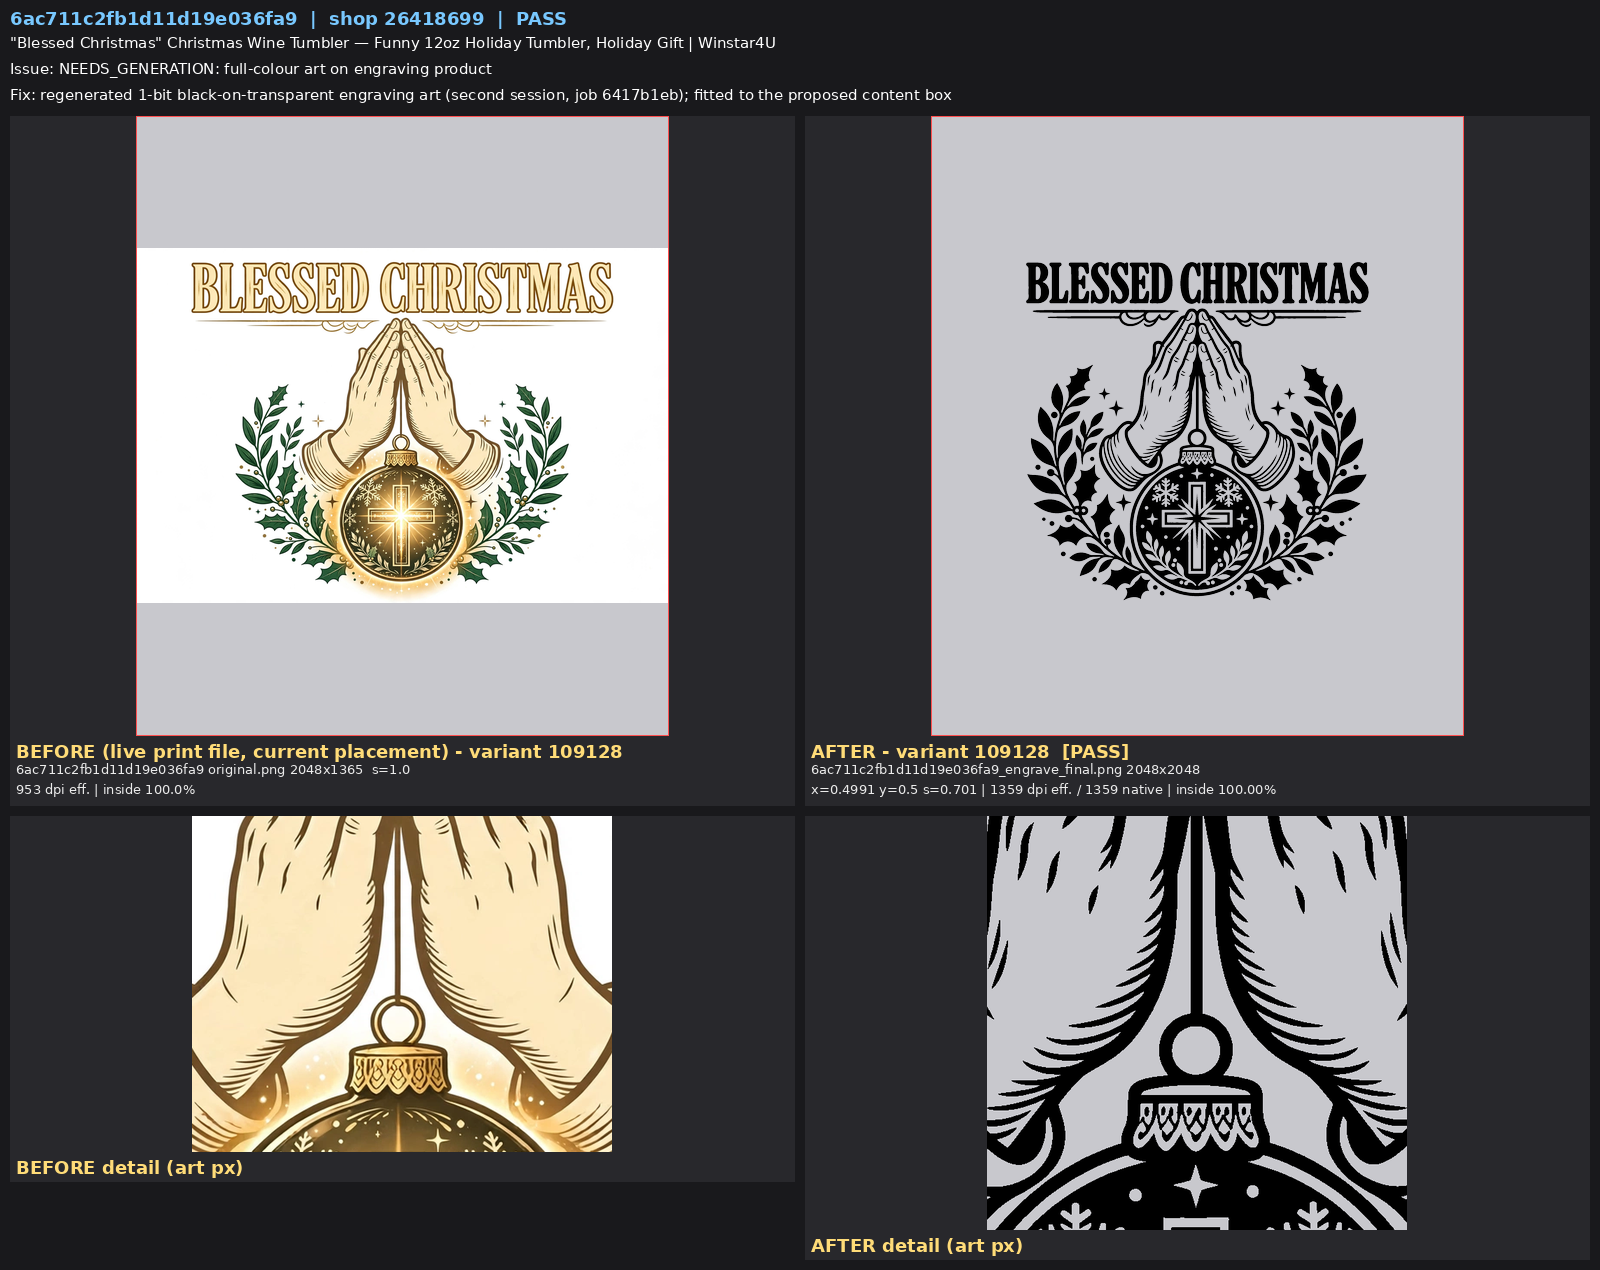 6ac711c2fb1d11d19e036fa9 | shop 26418699 | PASS
"Blessed Christmas" Christmas Wine Tumbler — Funny 12oz Holiday Tumbler, Holiday Gift | Winstar4U
Issue: NEEDS_GENERATION: full-colour art on engraving product
Fix: regenerated 1-bit black-on-transparent engraving art (second session, job 6417b1eb); fitted to the proposed content box
BLESSED CHRISTMAS
BLESSED CHRISTMAS
BEFORE (live print file, current placement) - variant 109128
6ac711c2fb1d11d19e036fa9 original.png 2048x1365 s=1.0
953 dpi eff. | inside 100.0%
AFTER - variant 109128 [PASS]
6ac711c2fb1d11d19e036fa9_engrave_final.png 2048x2048
x=0.4991 y=0.5 s=0.701 | 1359 dpi eff. / 1359 native | inside 100.00%
BEFORE detail (art px)
AFTER detail (art px)